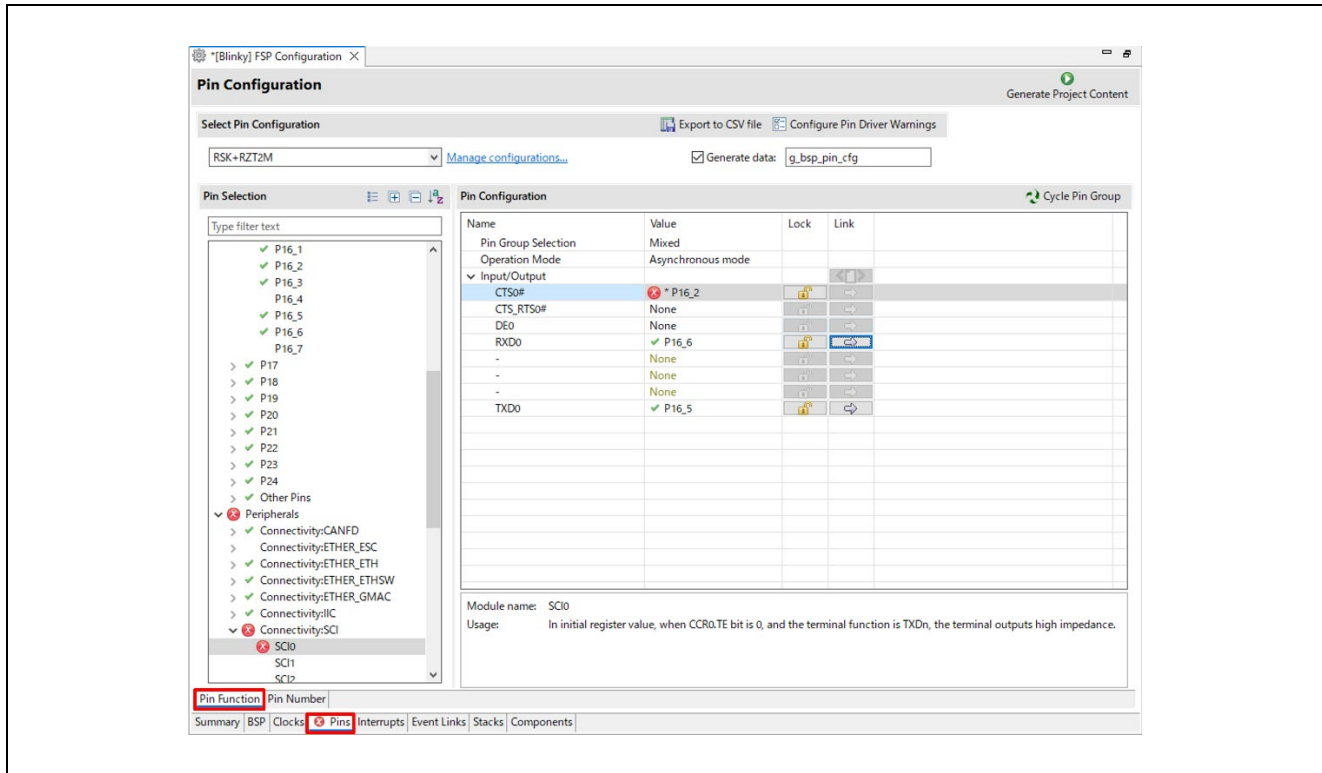 *[Blinky] FSP Configuration
Pin Configuration
Generate Project Content
Select Pin Configuration
Export to CSV file
Configure Pin Driver Warnings
RSK+RZT2M
Manage configurations...
Generate data:
g_bsp_pin_cfg
Pin Selection
Type filter text
P16_1
P16_2
P16_3
P16_4
P16_5
P16_6
P16_7
P17
P18
P19
P20
P21
P22
P23
P24
Other Pins
Peripherals
Connectivity:CANFD
Connectivity:ETHER_ESC
Connectivity:ETHER_ETH
Connectivity:ETHER_ETHSW
Connectivity:ETHER_GMAC
Connectivity:IIC
Connectivity:SCI
SCI0
SCI1
SCI2
Pin Configuration
Cycle Pin Group
Name Value Lock Link
Pin Group Selection Mixed
Operation Mode Asynchronous mode
Input/Output
CTS0# * P16_2
CTS_RTS0# None
DE0 None
RXD0 P16_6
- None
- None
- None
TXD0 P16_5
Module name: SCI0
Usage: In initial register value, when CCR0.TE bit is 0, and the terminal function is TXDn, the terminal outputs high impedance.
Pin Function Pin Number
Summary BSP Clocks Pins Interrupts Event Links Stacks Components